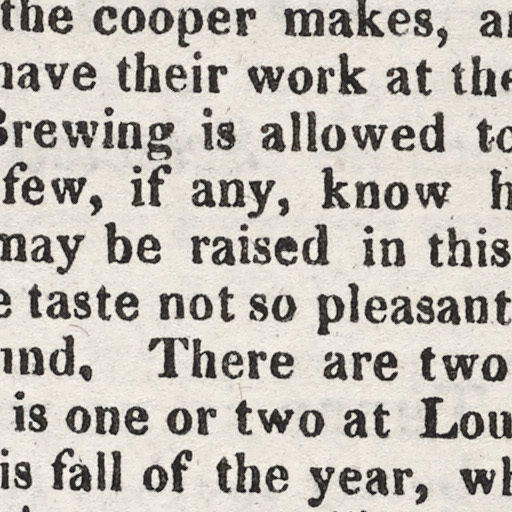 the cooper makes, a
have their work at the
Brewing is allowed to
few, if any, know h
may be raised in this
e taste not so pleasant
und. There are two
is one or two at Lou
is fall of the year, wh